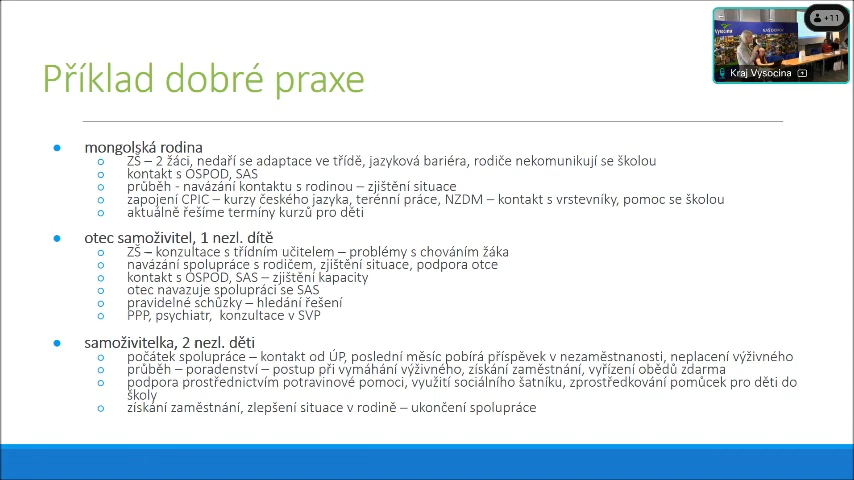 +11
Vysočina
Kraj Vysočina
Příklad dobré praxe
mongolská rodina
ZŠ – 2 žáci, nedaří se adaptace ve třídě, jazyková bariéra, rodiče nekomunikují se školou
kontakt s OSPOD, SAS
průběh - navázání kontaktu s rodinou – zjištění situace
zapojení CPIC – kurzy českého jazyka, terénní práce, NZDM – kontakt s vrstevníky, pomoc se školou
aktuálně řešíme termíny kurzů pro děti
otec samoživitel, 1 nezl. dítě
ZŠ – konzultace s třídním učitelem – problémy s chováním žáka
navázání spolupráce s rodičem, zjištění situace, podpora otce
kontakt s OSPOD, SAS – zjištění kapacity
otec navazuje spolupráci se SAS
pravidelné schůzky – hledání řešení
PPP, psychiatr, konzultace v SVP
samoživitelka, 2 nezl. děti
počátek spolupráce – kontakt od ÚP, poslední měsíc pobírá příspěvek v nezaměstnanosti, neplacení výživného
průběh – poradenství – postup při vymáhání výživného, získání zaměstnání, vyřízení obědů zdarma
podpora prostřednictvím potravinové pomoci, využití sociálního šatníku, zprostředkování pomůcek pro děti do
školy
získání zaměstnání, zlepšení situace v rodině – ukončení spolupráce